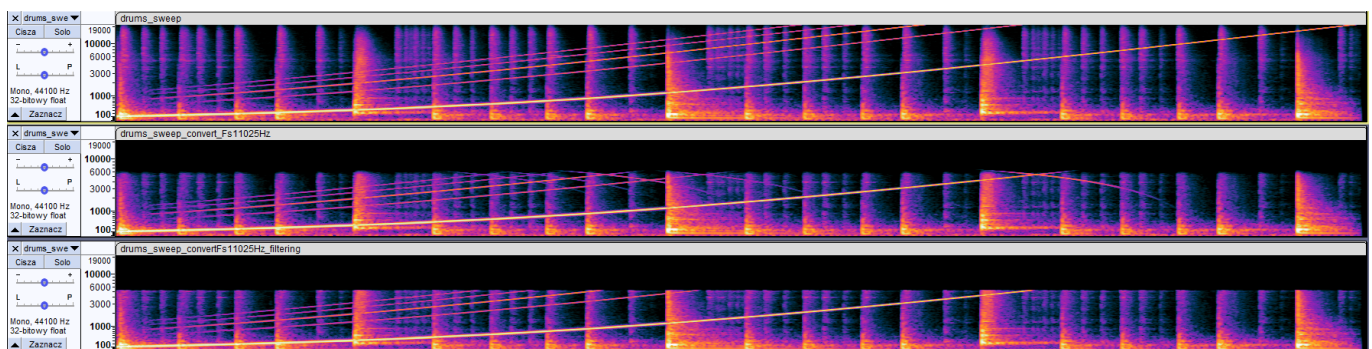 × drums_swe ▼ drums_sweep
Cisza Solo
- +
L P
Mono, 44100 Hz
32-bitowy float
▲ Zaznacz
19000
10000
6000
3000
1000
100
× drums_swe ▼ drums_sweep_convert_Fs11025Hz
Cisza Solo
- +
L P
Mono, 44100 Hz
32-bitowy float
▲ Zaznacz
19000
10000
6000
3000
1000
100
× drums_swe ▼ drums_sweep_convertFs11025Hz_filtering
Cisza Solo
- +
L P
Mono, 44100 Hz
32-bitowy float
▲ Zaznacz
19000
10000
6000
3000
1000
100